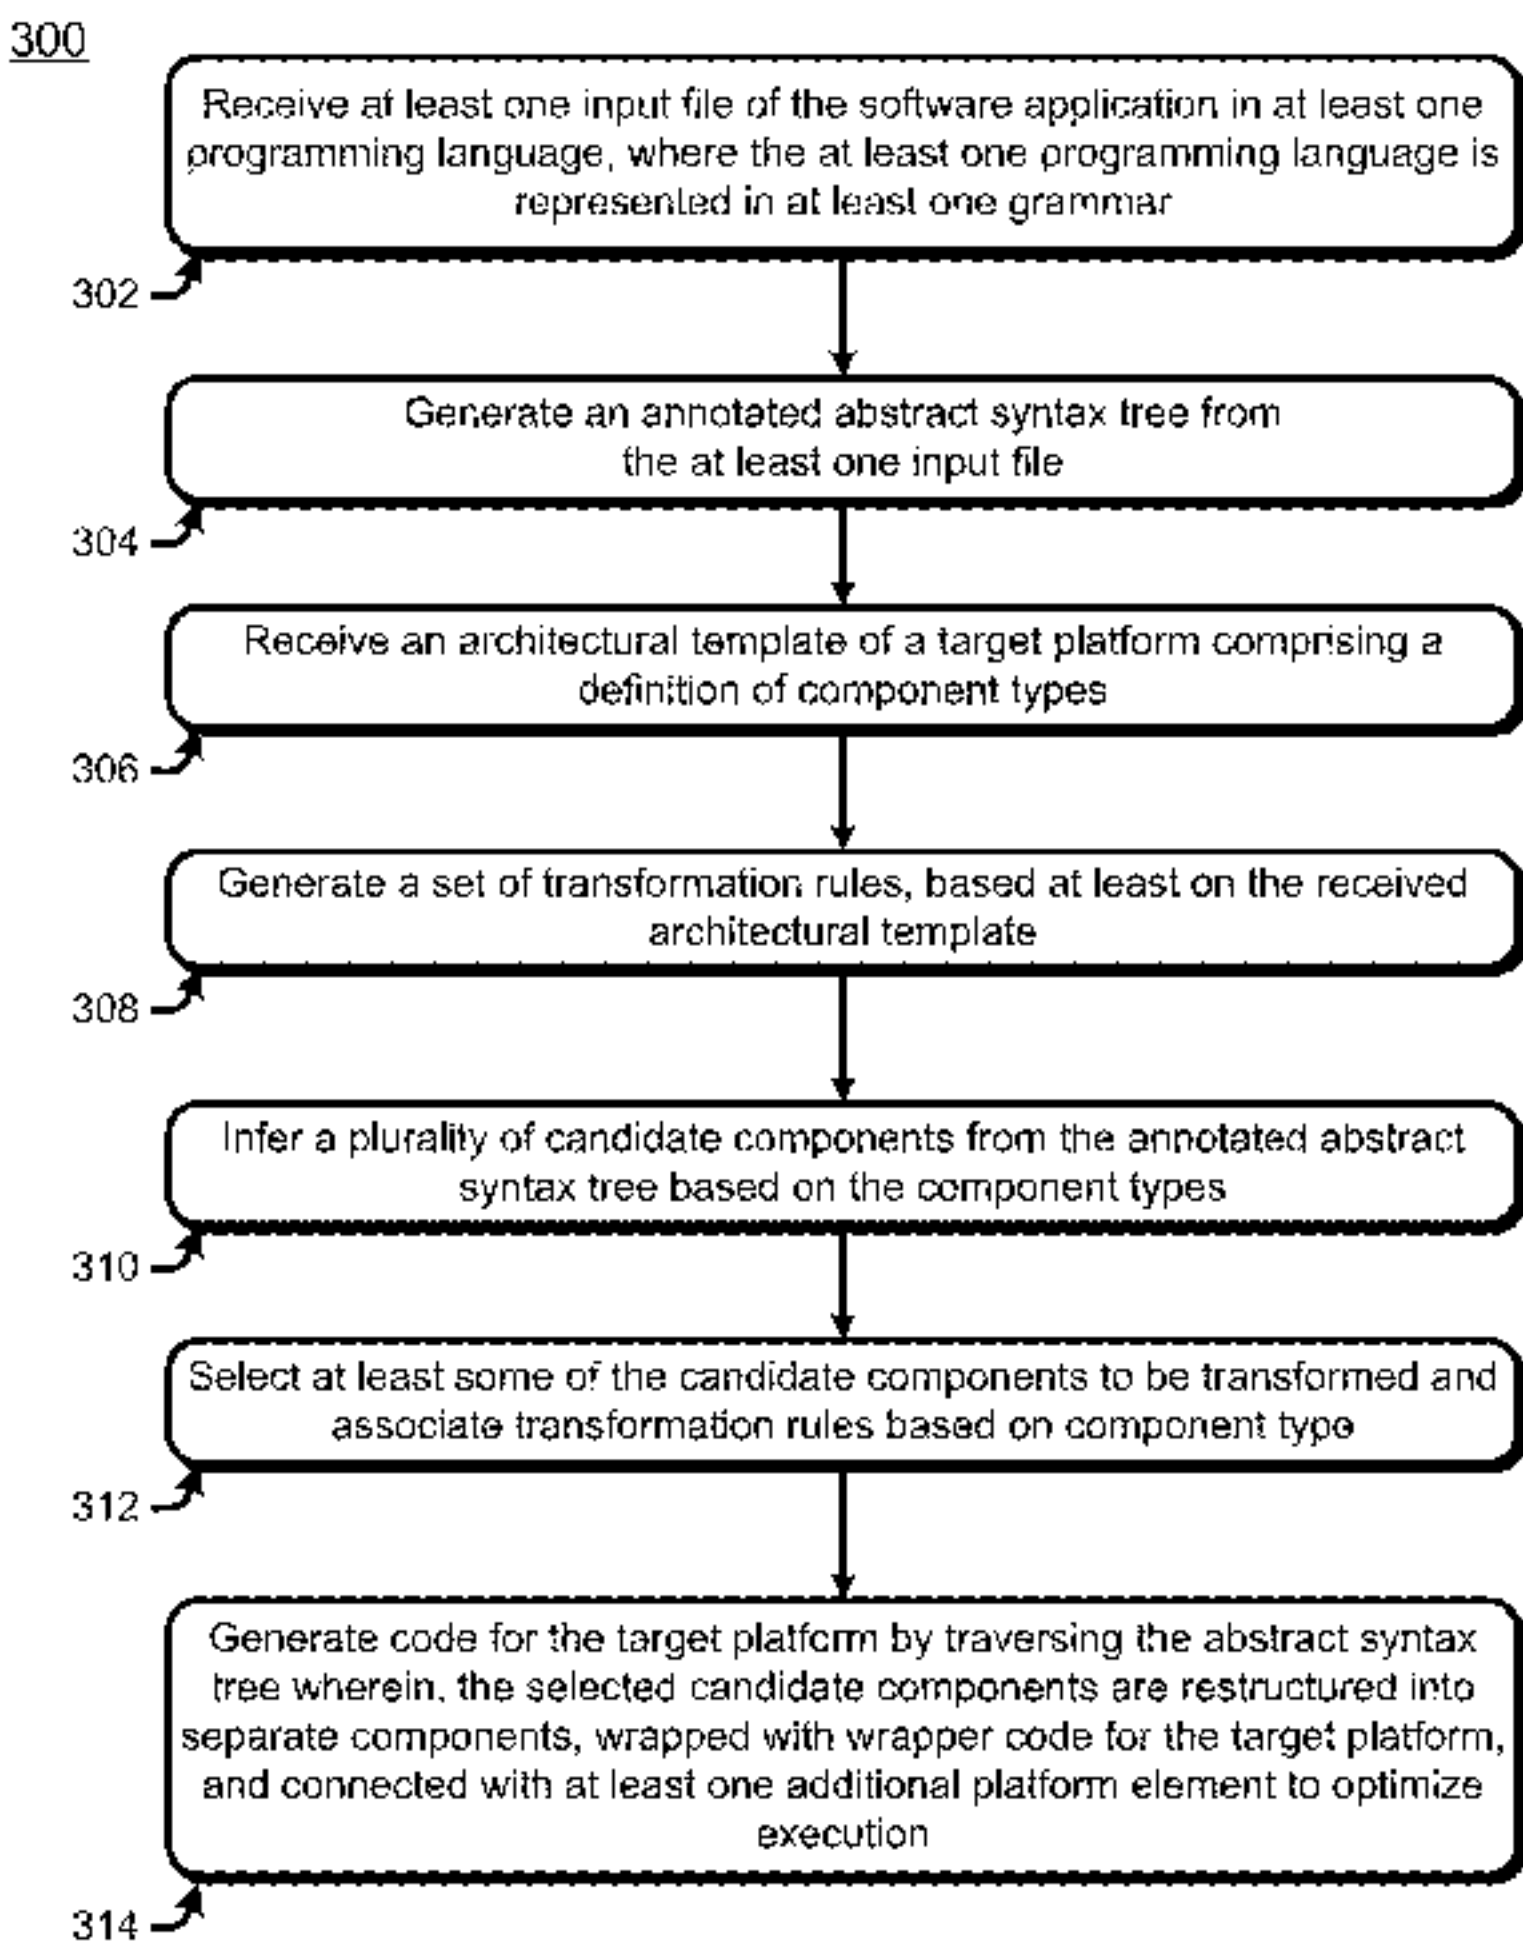 300
Receive at least one input file of the software application in at least one
programming language, where the at least one programming language is
represented in at least one grammar
302
Generate an annotated abstract syntax tree from
the at least one input file
304
Receive an architectural template of a target platform comprising a
definition of component types
306
Generate a set of transformation rules, based at least on the received
architectural template
308
Infer a plurality of candidate components from the annotated abstract
syntax tree based on the component types
310
Select at least some of the candidate components to be transformed and
associate transformation rules based on component type
312
Generate code for the target platform by traversing the abstract syntax
tree wherein, the selected candidate components are restructured into
separate components, wrapped with wrapper code for the target platform,
and connected with at least one additional platform element to optimize
execution
314